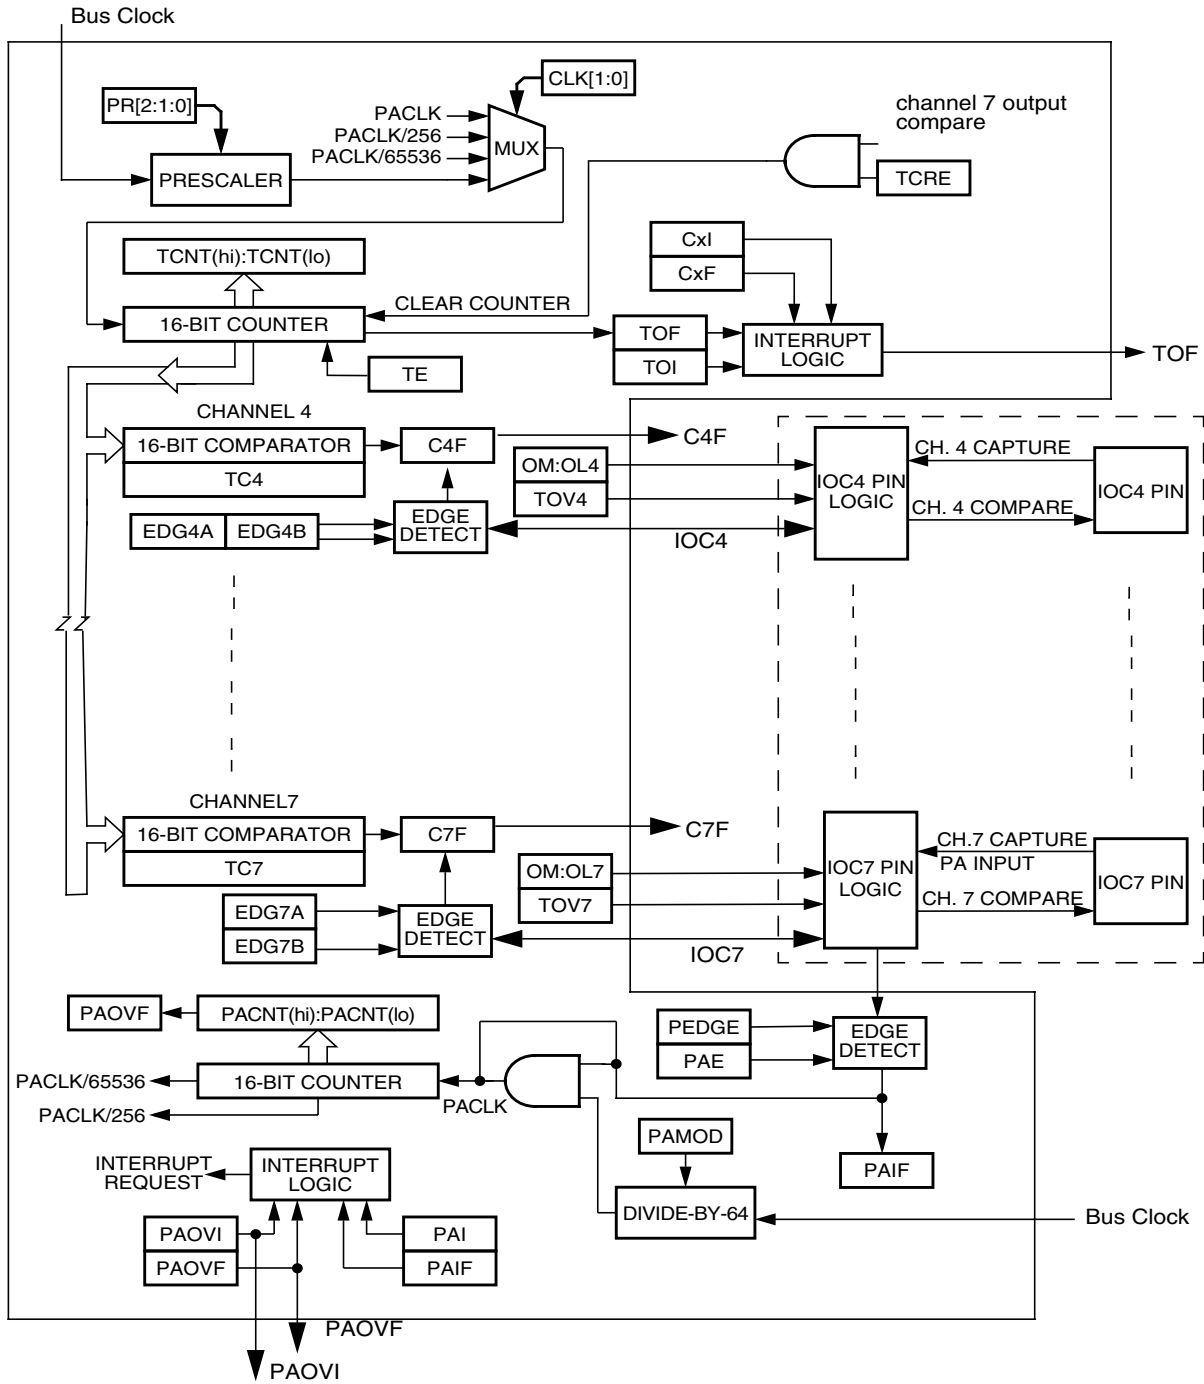 Bus Clock
PR[2:1:0]
CLK[1:0]
PACLK
PACLK/256
PACLK/65536
MUX
PRESCALER
channel 7 output
compare
TCRE
TCNT(hi):TCNT(lo)
CxI
CxF
CLEAR COUNTER
16-BIT COUNTER
TOF
TOI
INTERRUPT
LOGIC
TOF
TE
CHANNEL 4
16-BIT COMPARATOR
TC4
C4F
C4F
OM:OL4
TOV4
IOC4 PIN
LOGIC
CH. 4 CAPTURE
CH. 4 COMPARE
IOC4 PIN
EDG4A
EDG4B
EDGE
DETECT
IOC4
CHANNEL7
16-BIT COMPARATOR
TC7
C7F
C7F
OM:OL7
TOV7
IOC7 PIN
LOGIC
CH.7 CAPTURE
PA INPUT
CH. 7 COMPARE
IOC7 PIN
EDG7A
EDG7B
EDGE
DETECT
IOC7
PAOVF
PACNT(hi):PACNT(lo)
PEDGE
PAE
EDGE
DETECT
PACLK/65536
16-BIT COUNTER
PACLK
PACLK/256
PAMOD
PAIF
INTERRUPT
REQUEST
INTERRUPT
LOGIC
DIVIDE-BY-64
Bus Clock
PAOVI
PAOVF
PAI
PAIF
PAOVF
PAOVI